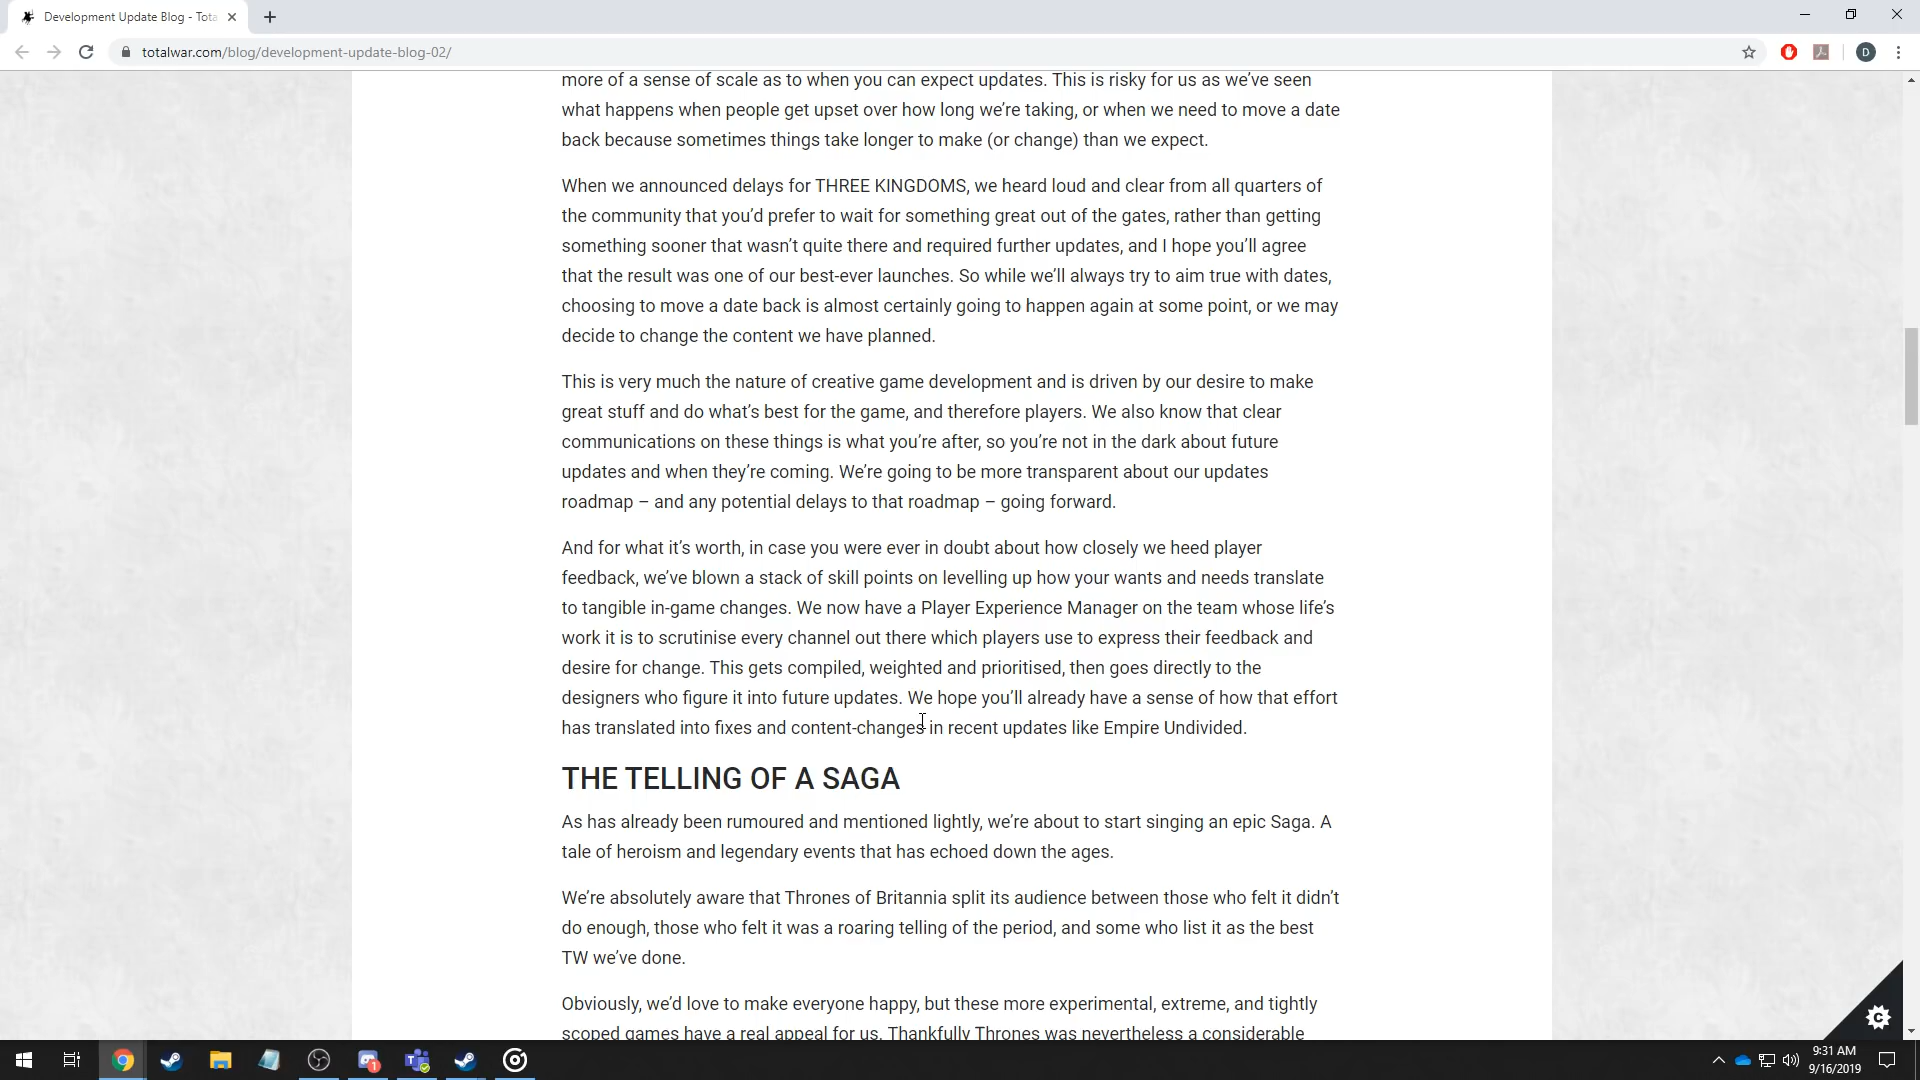 Development Update Blog - Tota
totalwar.com/blog/development-update-blog-02/
D
more of a sense of scale as to when you can expect updates. This is risky for us as we’ve seen
what happens when people get upset over how long we’re taking, or when we need to move a date
back because sometimes things take longer to make (or change) than we expect.
When we announced delays for THREE KINGDOMS, we heard loud and clear from all quarters of
the community that you’d prefer to wait for something great out of the gates, rather than getting
something sooner that wasn’t quite there and required further updates, and I hope you’ll agree
that the result was one of our best-ever launches. So while we’ll always try to aim true with dates,
choosing to move a date back is almost certainly going to happen again at some point, or we may
decide to change the content we have planned.
This is very much the nature of creative game development and is driven by our desire to make
great stuff and do what’s best for the game, and therefore players. We also know that clear
communications on these things is what you’re after, so you’re not in the dark about future
updates and when they’re coming. We’re going to be more transparent about our updates
roadmap – and any potential delays to that roadmap – going forward.
And for what it’s worth, in case you were ever in doubt about how closely we heed player
feedback, we’ve blown a stack of skill points on levelling up how your wants and needs translate
to tangible in-game changes. We now have a Player Experience Manager on the team whose life’s
work it is to scrutinise every channel out there which players use to express their feedback and
desire for change. This gets compiled, weighted and prioritised, then goes directly to the
designers who figure it into future updates. We hope you’ll already have a sense of how that effort
has translated into fixes and content-changes in recent updates like Empire Undivided.
THE TELLING OF A SAGA
As has already been rumoured and mentioned lightly, we’re about to start singing an epic Saga. A
tale of heroism and legendary events that has echoed down the ages.
We’re absolutely aware that Thrones of Britannia split its audience between those who felt it didn’t
do enough, those who felt it was a roaring telling of the period, and some who list it as the best
TW we’ve done.
Obviously, we’d love to make everyone happy, but these more experimental, extreme, and tightly
scoped games have a real appeal for us. Thankfully Thrones was nevertheless a considerable
1
9:31 AM
9/16/2019